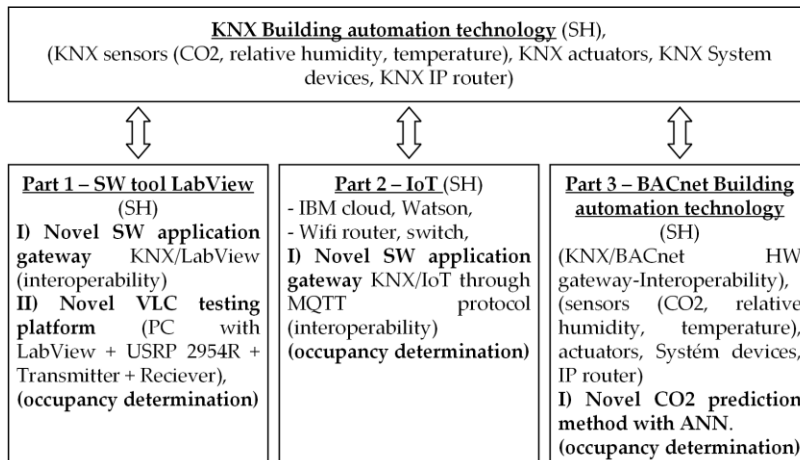 KNX Building automation technology (SH),
(KNX sensors (CO2, relative humidity, temperature), KNX actuators, KNX System
devices, KNX IP router)
Part 1 – SW tool LabView
(SH)
I) Novel SW application
gateway KNX/LabView
(interoperability)
II) Novel VLC testing
platform (PC with
LabView + USRP 2954R +
Transmitter + Reciever),
(occupancy determination)
Part 2 – IoT (SH)
- IBM cloud, Watson,
- Wifi router, switch,
I) Novel SW application
gateway KNX/IoT through
MQTT protocol
(interoperability)
(occupancy determination)
Part 3 – BACnet Building
automation technology
(SH)
(KNX/BACnet HW
gateway-Interoperability),
(sensors (CO2, relative
humidity, temperature),
actuators, Systém devices,
IP router)
I) Novel CO2 prediction
method with ANN.
(occupancy determination)